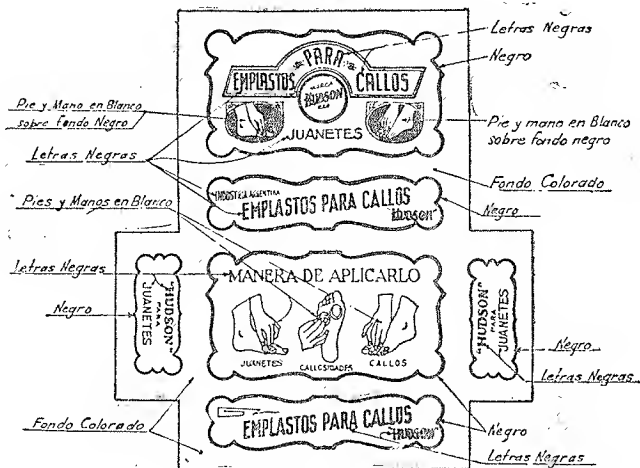 Letras Negras
Negro
PARA
EMPLASTOS CALLOS
MARCA
HUDSON
JUANETES
Pie y Mano en Blanco
sobre fondo Negro
Pie y mano en Blanco
sobre fondo negro
Letras Negras
Fondo Colorado
Pies y Manos en Blanco
"INDUSTRIA ARGENTINA
EMPLASTOS PARA CALLOS
"HUDSON"
Negro
Letras Negras
MANERA DE APLICARLO
Negro
"HUDSON"
PARA
JUANETES
JUANETES CALLOSIDADES CALLOS
"HUDSON"
PARA
JUANETES
Negro
Letras Negras
Fondo Colorado
EMPLASTOS PARA CALLOS
"HUDSON"
Negro
Letras Negras